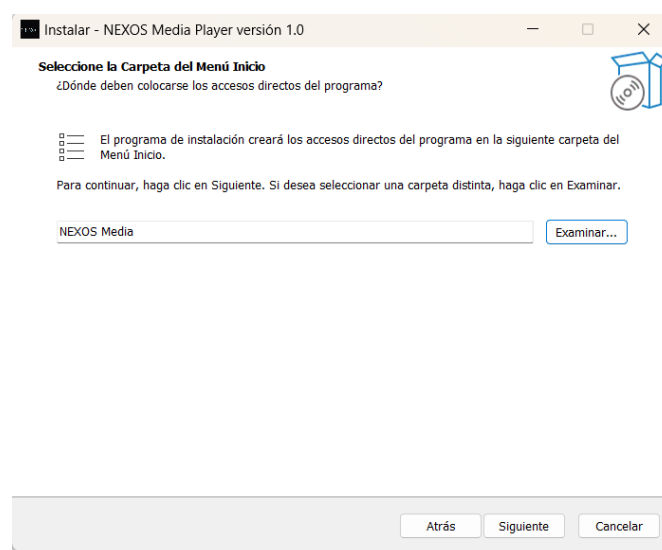 Instalar - NEXOS Media Player versión 1.0
Seleccione la Carpeta del Menú Inicio
¿Dónde deben colocarse los accesos directos del programa?
El programa de instalación creará los accesos directos del programa en la siguiente carpeta del
Menú Inicio.
Para continuar, haga clic en Siguiente. Si desea seleccionar una carpeta distinta, haga clic en Examinar.
NEXOS Media
Examinar...
Atrás
Siguiente
Cancelar